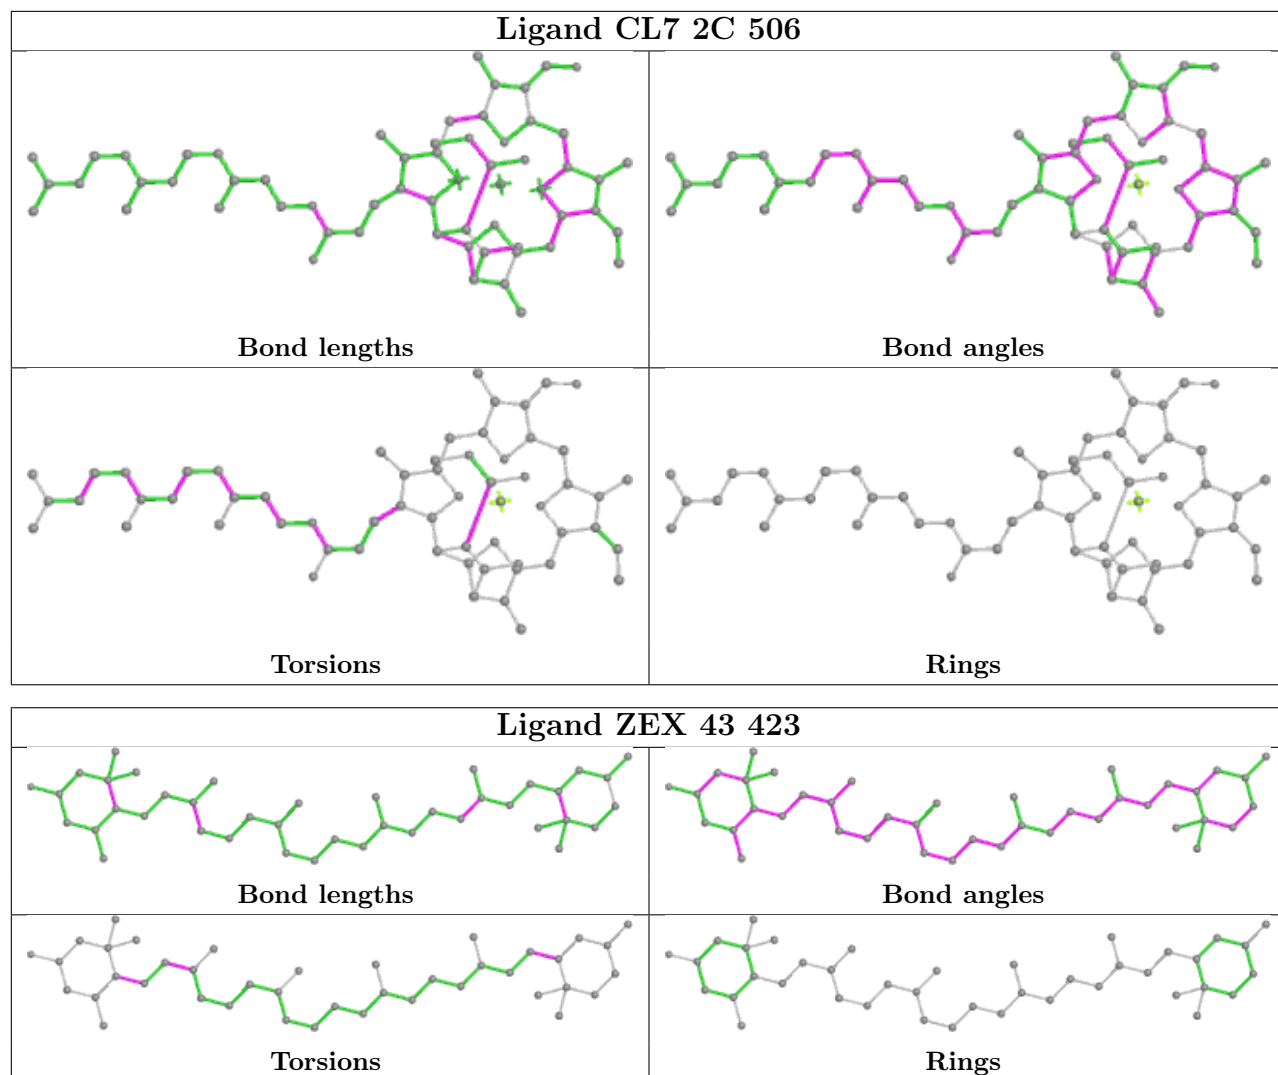 Ligand CL7 2C 506
Bond lengths
Bond angles
Torsions
Rings
Ligand ZEX 43 423
Bond lengths
Bond angles
Torsions
Rings